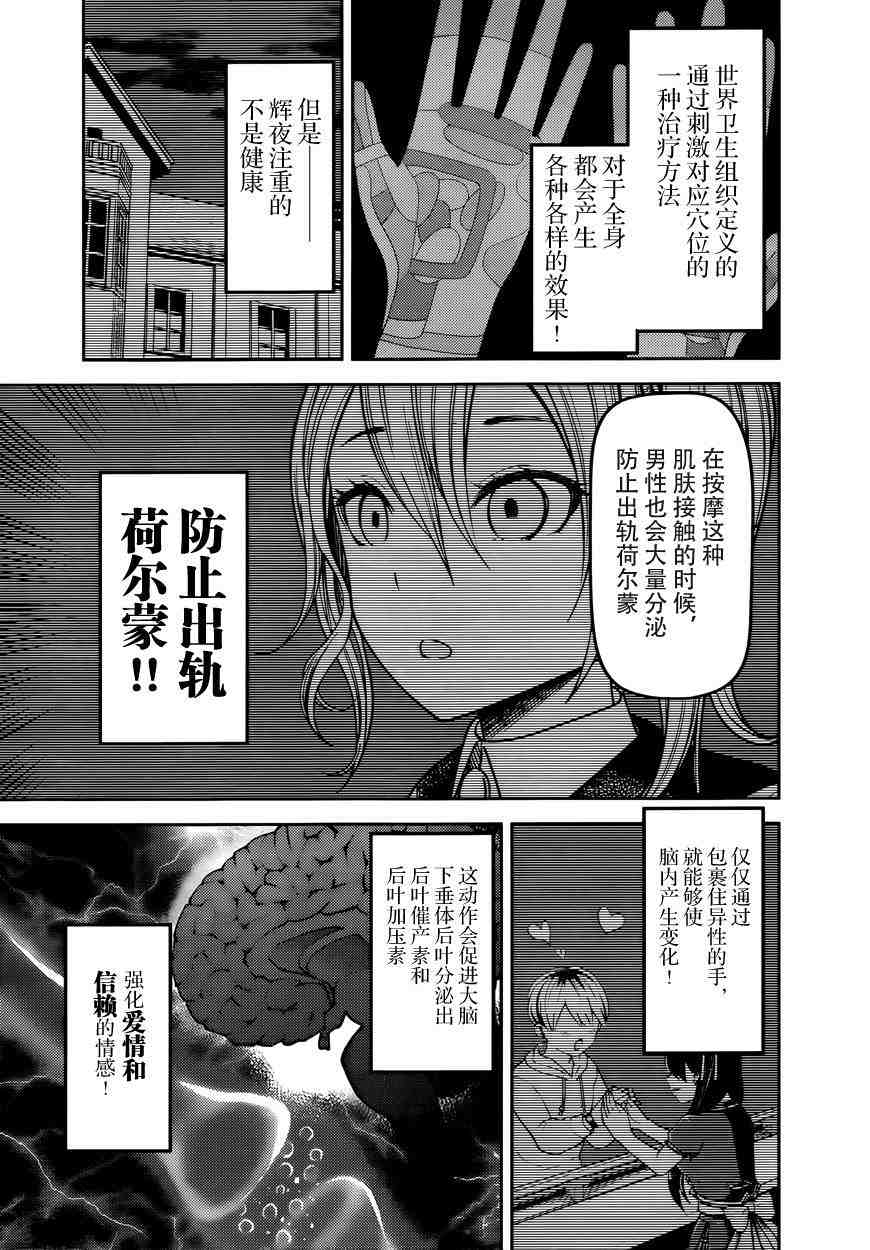 世界卫生组织定义的
通过刺激对应穴位的
一种治疗方法
对于全身
都会产生
各种各样的效果！
但是——
辉夜注重的
不是健康
在按摩这种
肌肤接触的时候，
男性也会大量分泌
防止出轨荷尔蒙
防止出轨
荷尔蒙！！
仅仅通过
包裹住异性的手，
就能够使
脑内产生变化！
这动作会促进大脑
下垂体后叶分泌出
后叶催产素和
后叶加压素
强化爱情和
信赖的情感！